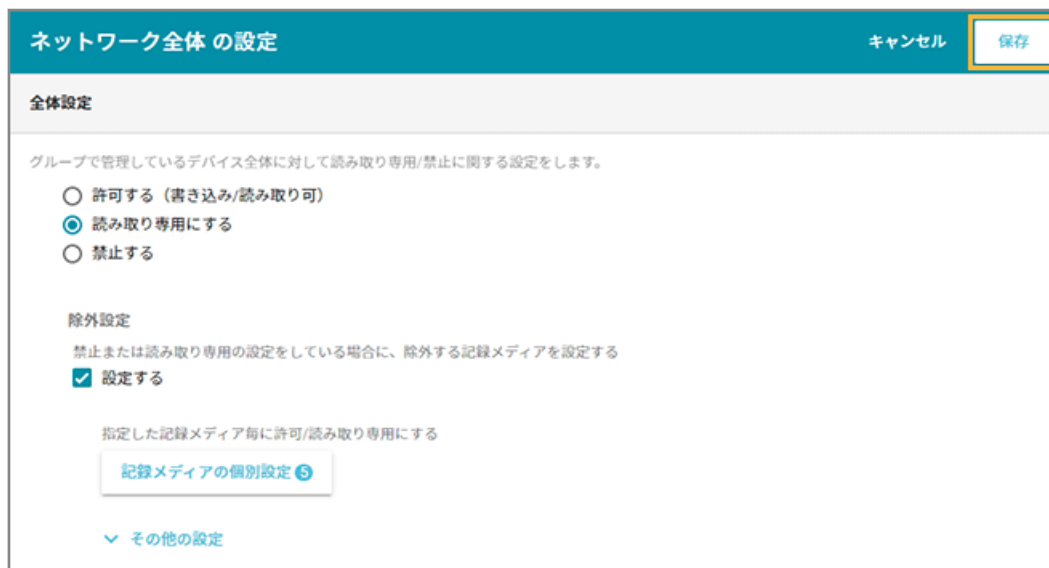 ネットワーク全体 の設定
キャンセル
保存
全体設定
グループで管理しているデバイス全体に対して読み取り専用/禁止に関する設定をします。
許可する（書き込み/読み取り可）
読み取り専用にする
禁止する
除外設定
禁止または読み取り専用の設定をしている場合に、除外する記録メディアを設定する
設定する
指定した記録メディア毎に許可/読み取り専用にする
記録メディアの個別設定 5
その他の設定